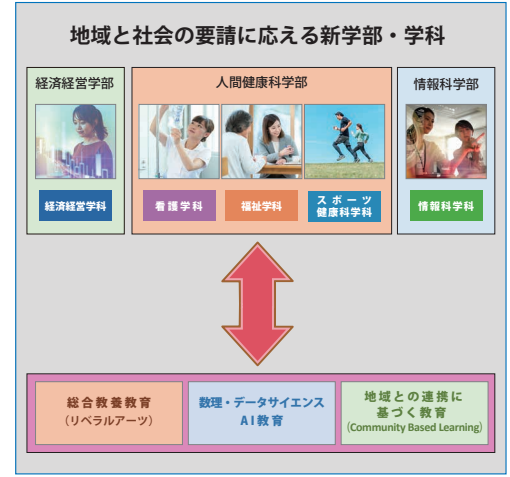 地域と社会の要請に応える新学部・学科
経済経営学部
人間健康科学部
情報科学部
経済経営学科
看護学科
福祉学科
スポーツ
健康科学科
情報科学科
総合教養教育
(リベラルアーツ)
数理・データサイエンス
AI教育
地域との連携に
基づく教育
(Community Based Learning)